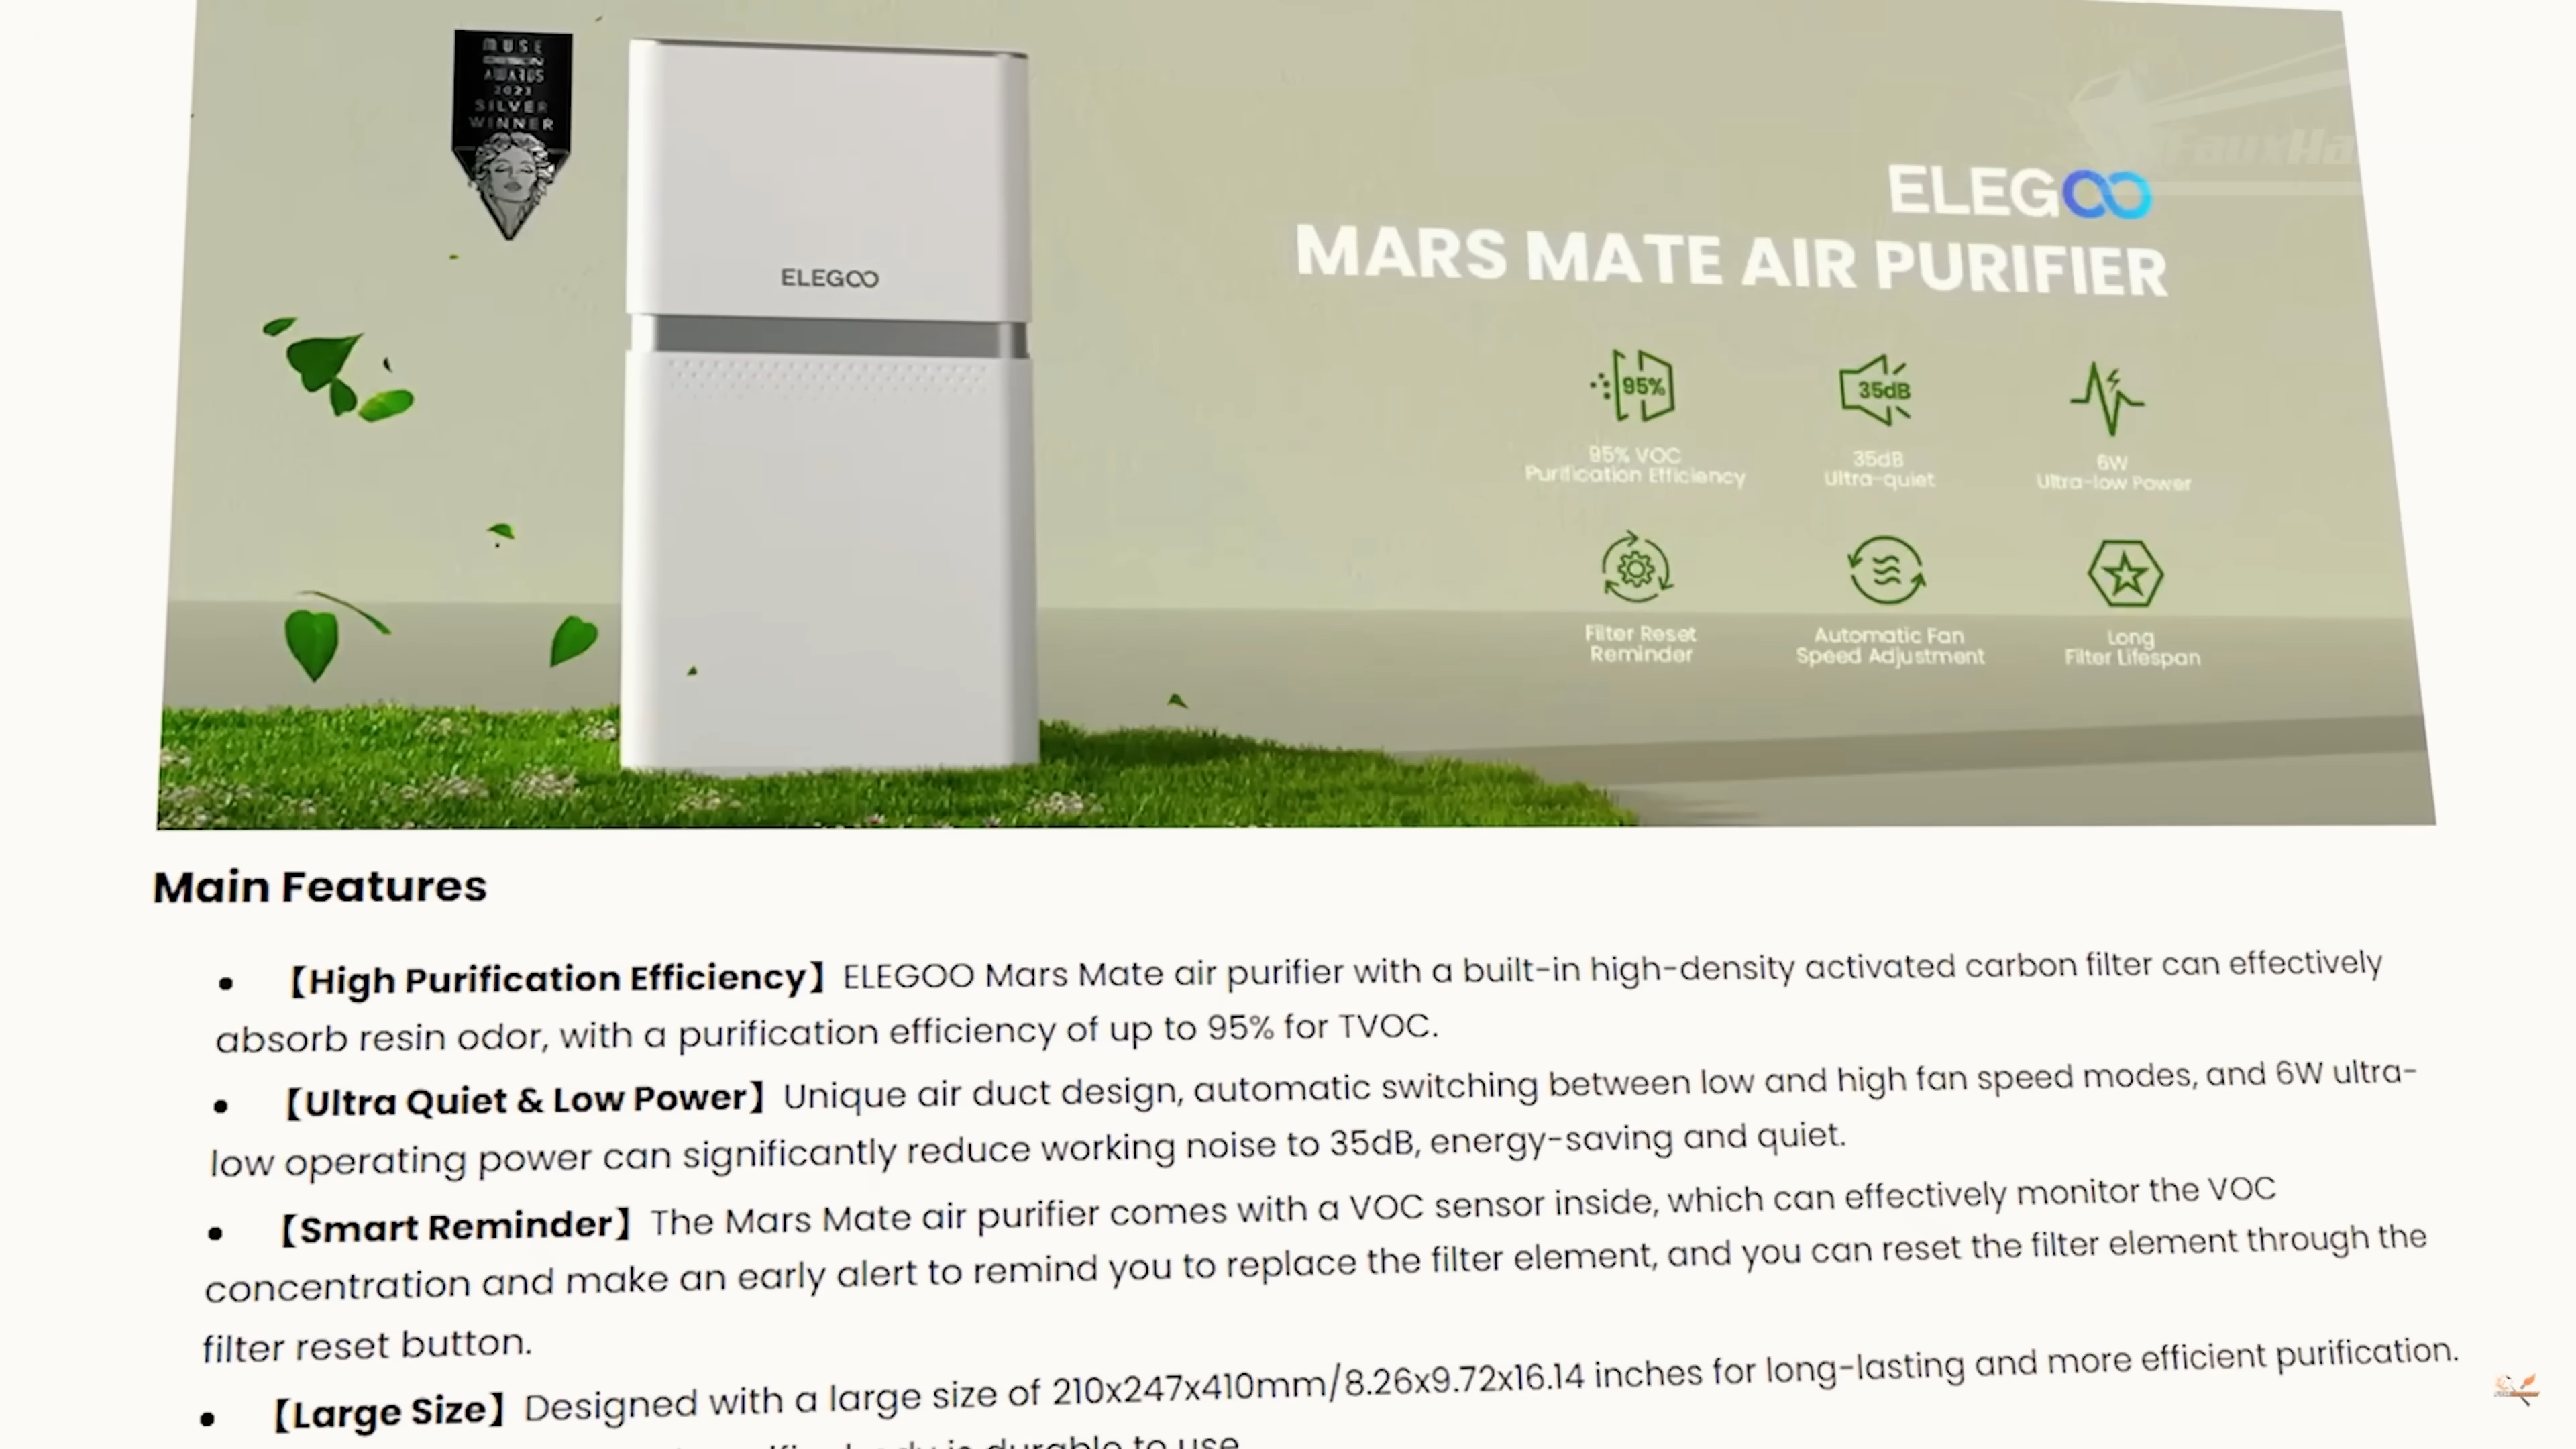 MUSE
DESIGN
AWARDS
2023
SILVER
WINNER
ELEGOO
ELEGOO
MARS MATE AIR PURIFIER
95%
35dB
95% VOC
Purification Efficiency
35dB
Ultra-quiet
6W
Ultra-low Power
Filter Reset
Reminder
Automatic Fan
Speed Adjustment
Long
Filter Lifespan
Main Features
• 【High Purification Efficiency】ELEGOO Mars Mate air purifier with a built-in high-density activated carbon filter can effectively
absorb resin odor, with a purification efficiency of up to 95% for TVOC.
• 【Ultra Quiet & Low Power】Unique air duct design, automatic switching between low and high fan speed modes, and 6W ultra-
low operating power can significantly reduce working noise to 35dB, energy-saving and quiet.
• 【Smart Reminder】The Mars Mate air purifier comes with a VOC sensor inside, which can effectively monitor the VOC
concentration and make an early alert to remind you to replace the filter element, and you can reset the filter element through the
filter reset button.
• 【Large Size】Designed with a large size of 210x247x410mm/8.26x9.72x16.14 inches for long-lasting and more efficient purification.
is durable to use